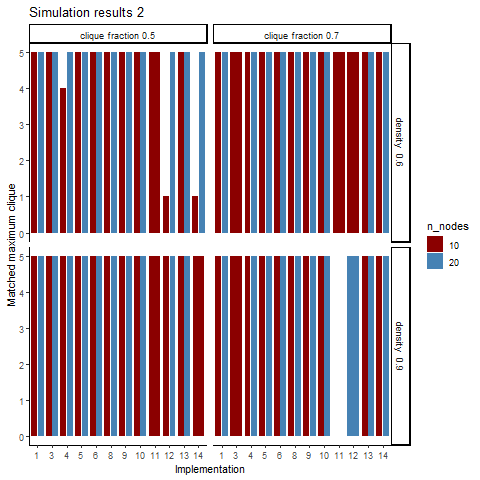 Simulation results 2
clique fraction 0.5
clique fraction 0.7
5
4
3
2
1
0
density 0.6
5
4
3
2
1
0
density 0.9
Matched maximum clique
1 3 4 5 6 7 8 9 10 11 12 13 14
1 3 4 5 6 7 8 9 10 11 12 13 14
Implementation
n_nodes
10
20